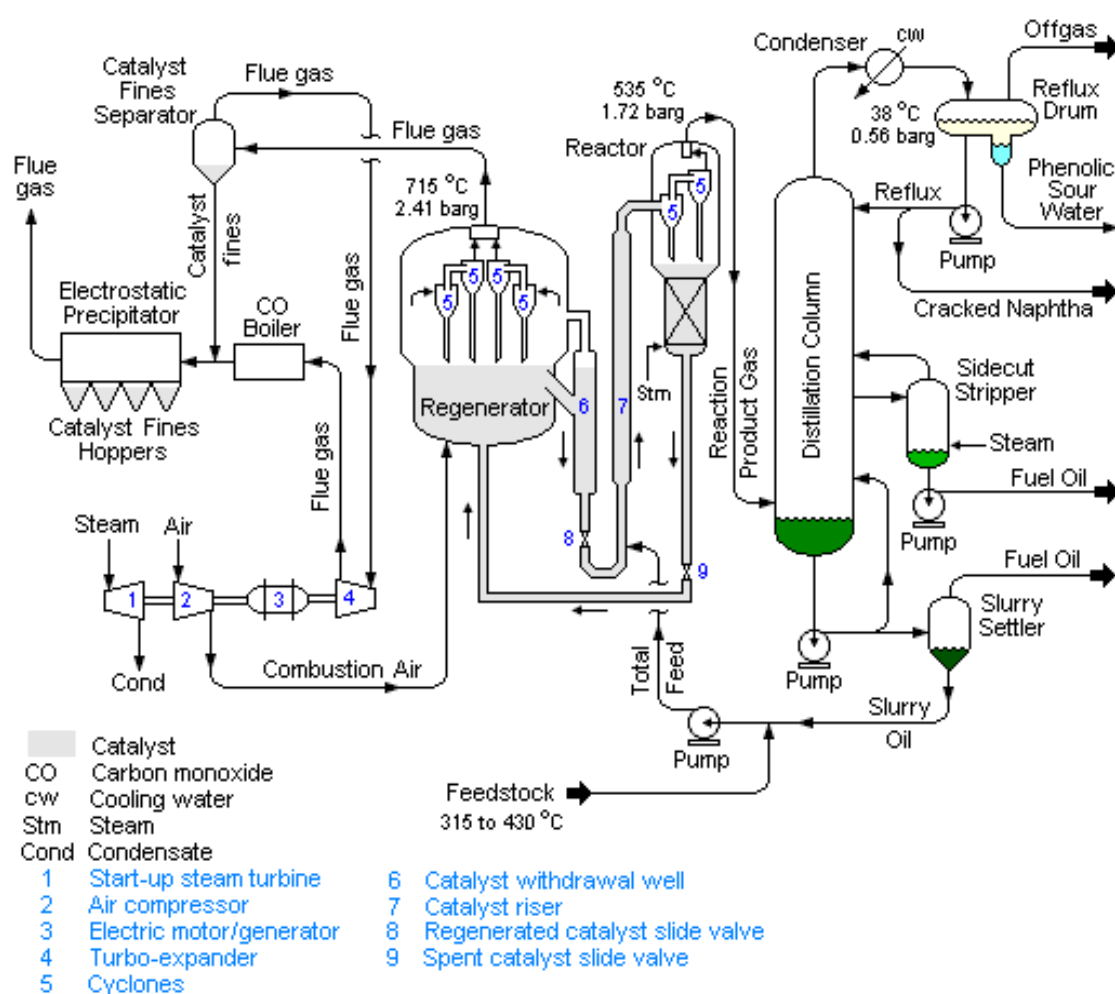 Catalyst
Fines
Separator
Flue gas
Flue gas
Flue
gas
Catalyst
fines
Flue gas
Electrostatic
Precipitator
CO
Boiler
Catalyst Fines
Hoppers
Flue gas
715 °C
2.41 barg
5
5
5
5
Regenerator
6
7
8
9
535 °C
1.72 barg
Reactor
5
5
Stm
Reaction
Product Gas
Condenser
cw
38 °C
0.56 barg
Offgas
Reflux
Drum
Phenolic
Sour
Water
Reflux
Pump
Cracked Naphtha
Distillation Column
Sidecut
Stripper
Steam
Fuel Oil
Pump
Fuel Oil
Slurry
Settler
Pump
Slurry
Oil
Total
Feed
Pump
Feedstock
315 to 430 °C
Steam
Air
1
2
3
4
Cond
Combustion Air
Catalyst
CO Carbon monoxide
cw Cooling water
Stm Steam
Cond Condensate
1 Start-up steam turbine
2 Air compressor
3 Electric motor/generator
4 Turbo-expander
5 Cyclones
6 Catalyst withdrawal well
7 Catalyst riser
8 Regenerated catalyst slide valve
9 Spent catalyst slide valve